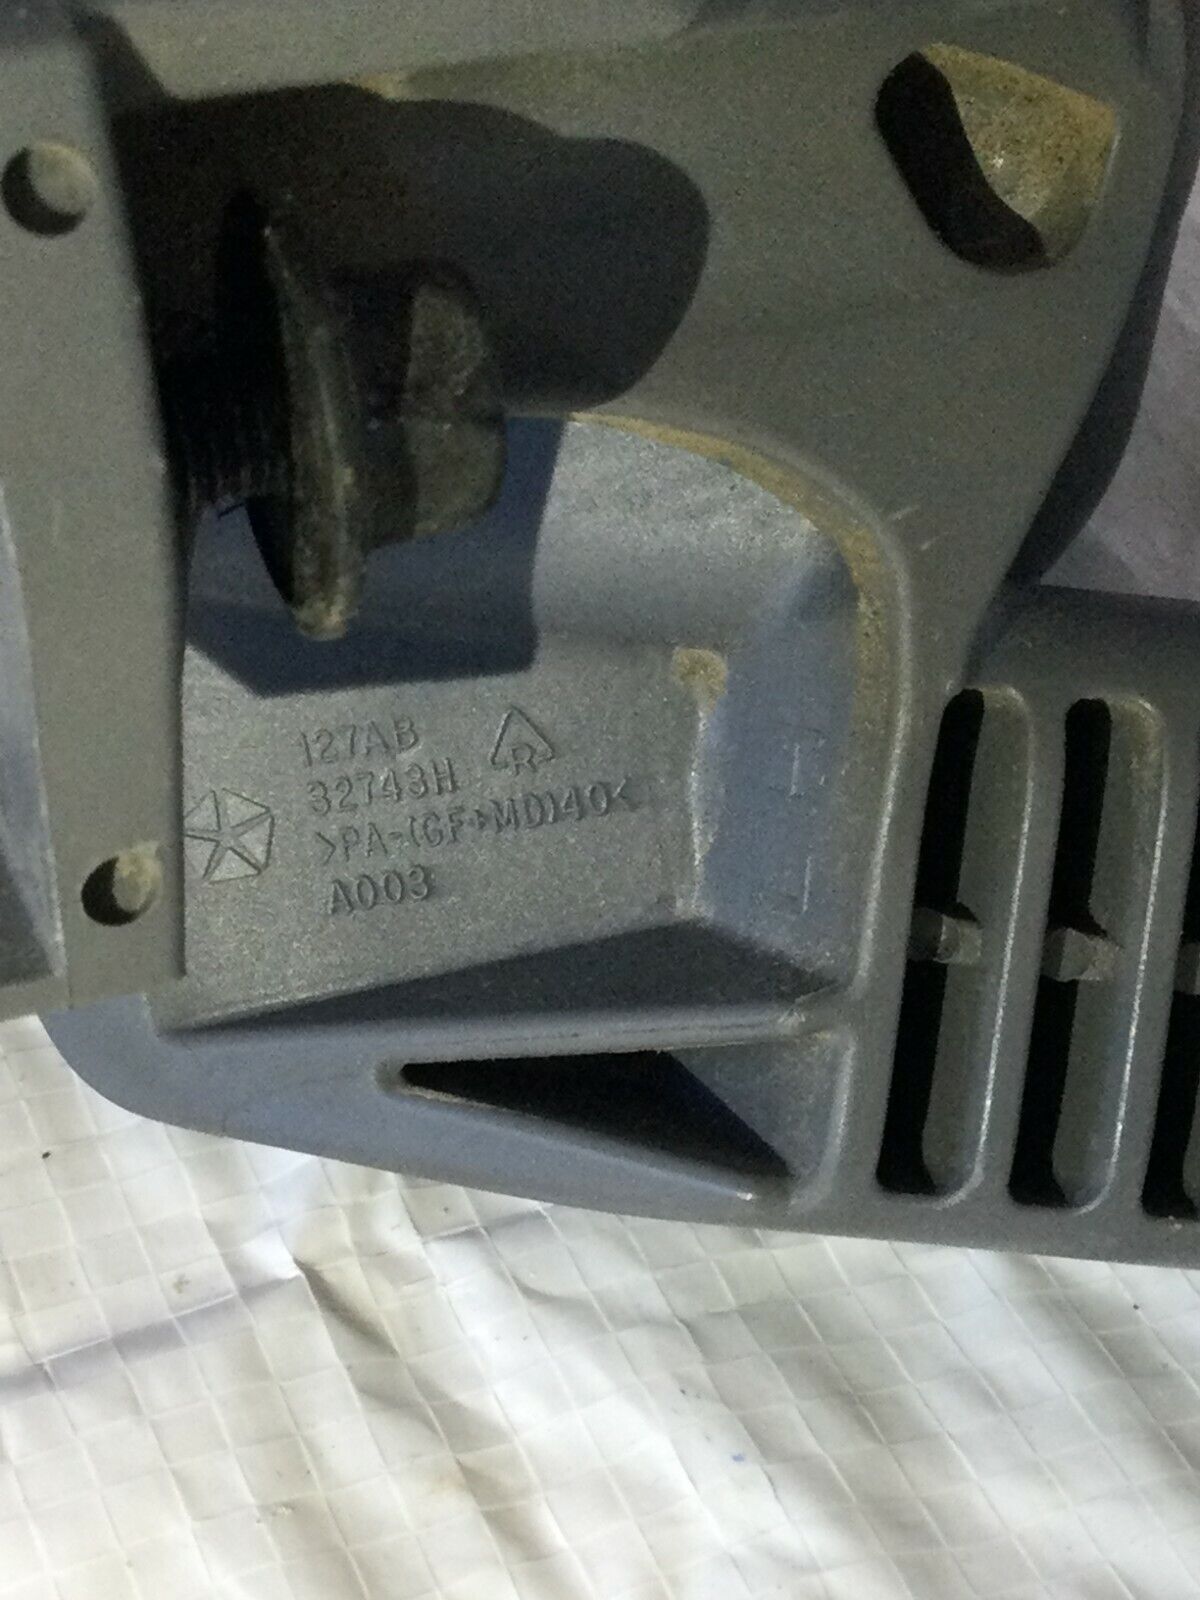 127AB
32743H
R
>PA-(GF+MD)40<
A003